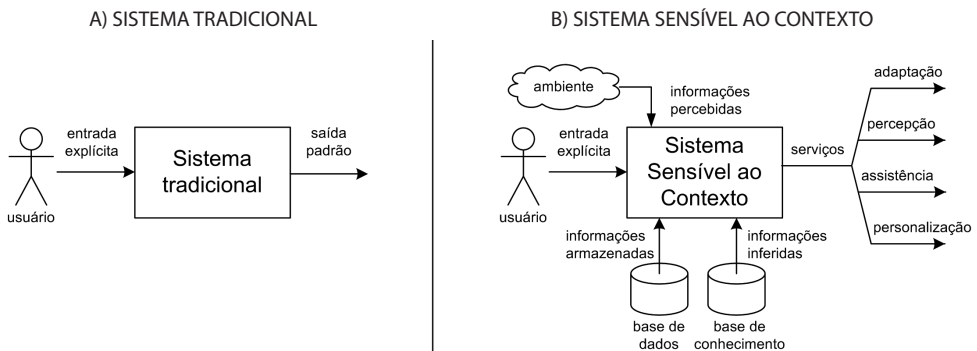 A) SISTEMA TRADICIONAL
entrada
explícita
Sistema
tradicional
saída
padrão
usuário
B) SISTEMA SENSÍVEL AO CONTEXTO
ambiente
informações
percebidas
entrada
explícita
Sistema
Sensível ao
Contexto
usuário
serviços
adaptação
percepção
assistência
personalização
informações
armazenadas
informações
inferidas
base de
dados
base de
conhecimento